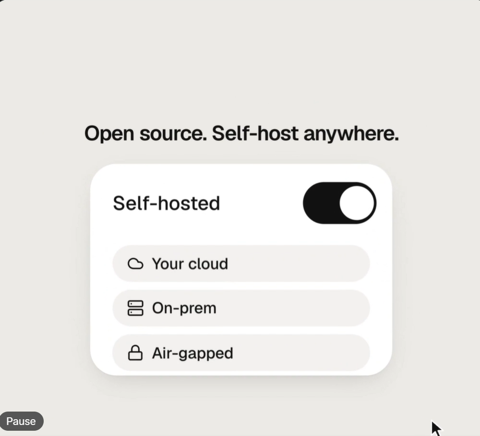 Open source. Self-host anywhere.
Self-hosted
Your cloud
On-prem
Air-gapped
Pause